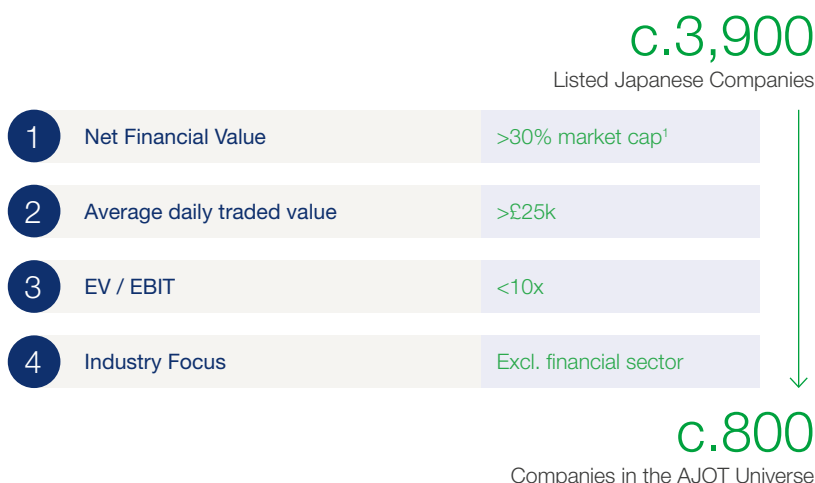 c.3,900
Listed Japanese Companies
1 Net Financial Value >30% market cap¹
2 Average daily traded value >£25k
3 EV / EBIT <10x
4 Industry Focus Excl. financial sector
c.800
Companies in the AJOT Universe